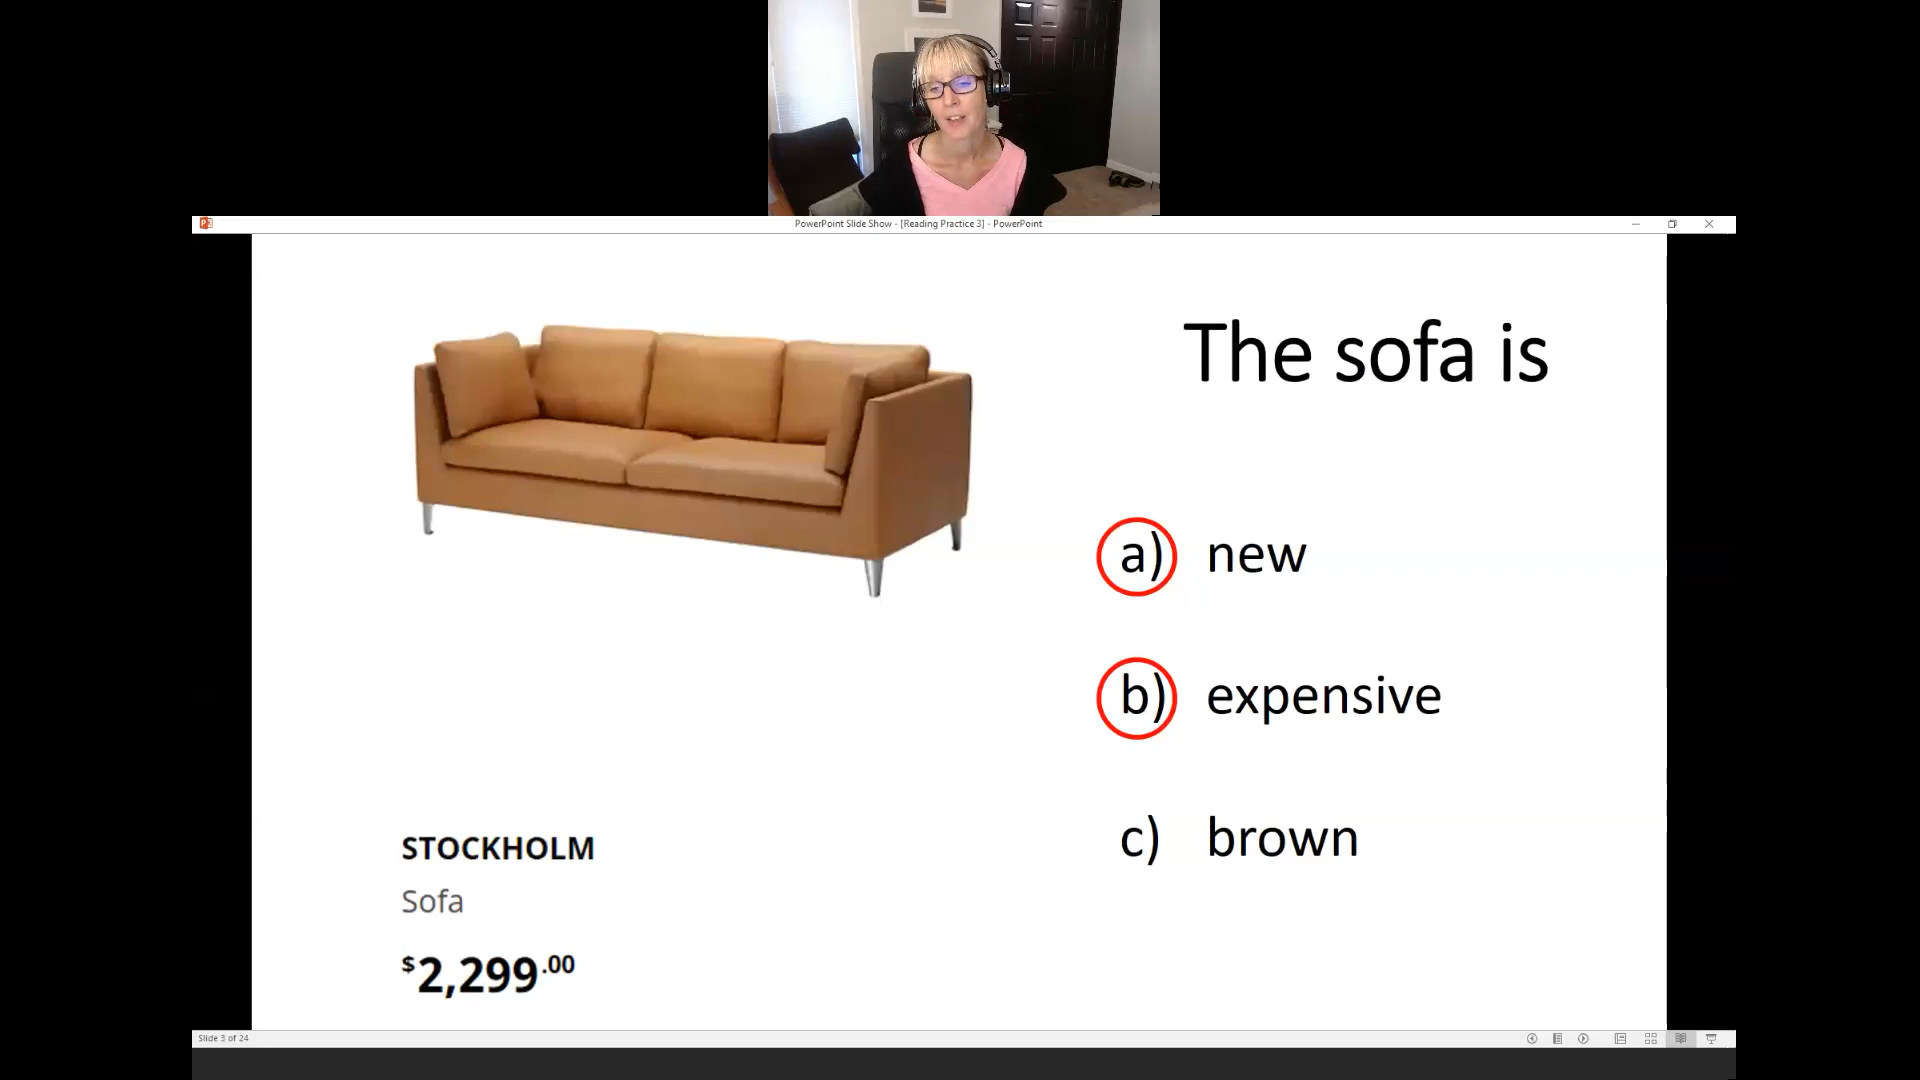 PowerPoint Slide Show - [Reading Practice 3] - PowerPoint
The sofa is
a) new
b) expensive
c) brown
STOCKHOLM
Sofa
$2,299.00
Slide 3 of 24